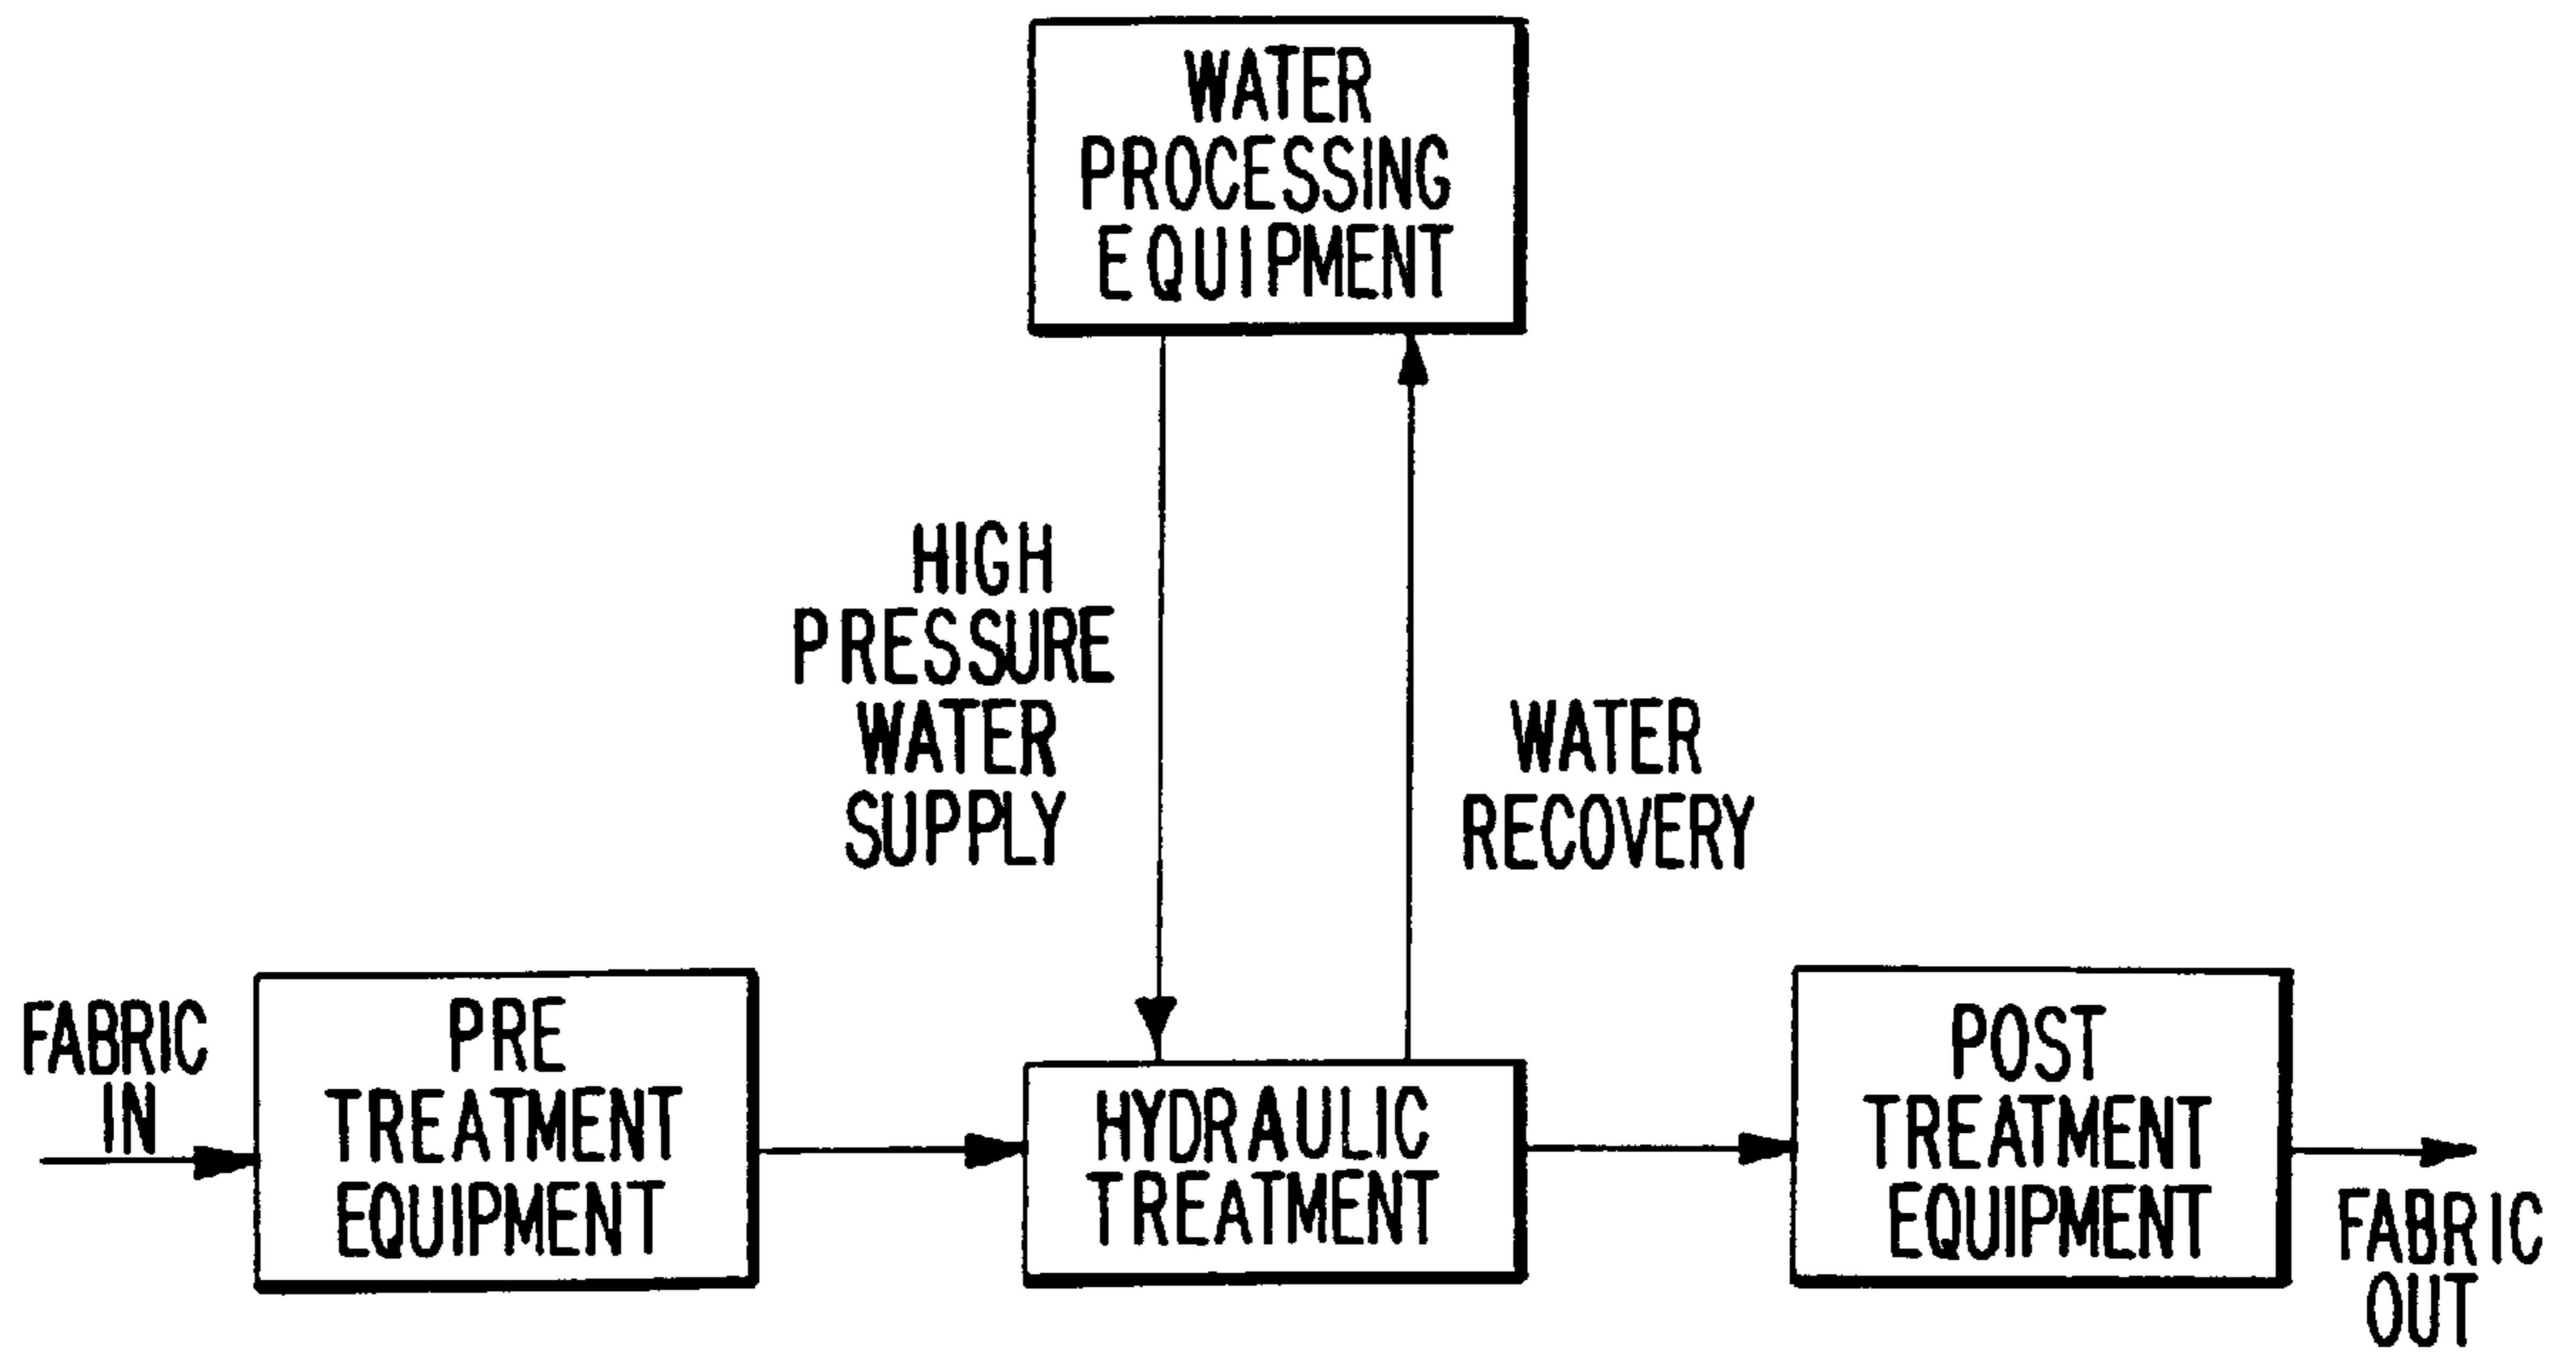 WATER
PROCESSING
EQUIPMENT
HIGH
PRESSURE
WATER
SUPPLY
WATER
RECOVERY
FABRIC
IN
PRE
TREATMENT
EQUIPMENT
HYDRAULIC
TREATMENT
POST
TREATMENT
EQUIPMENT
FABRIC
OUT